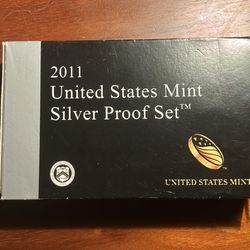 2011
United States Mint
Silver Proof Set™
UNITED STATES MINT